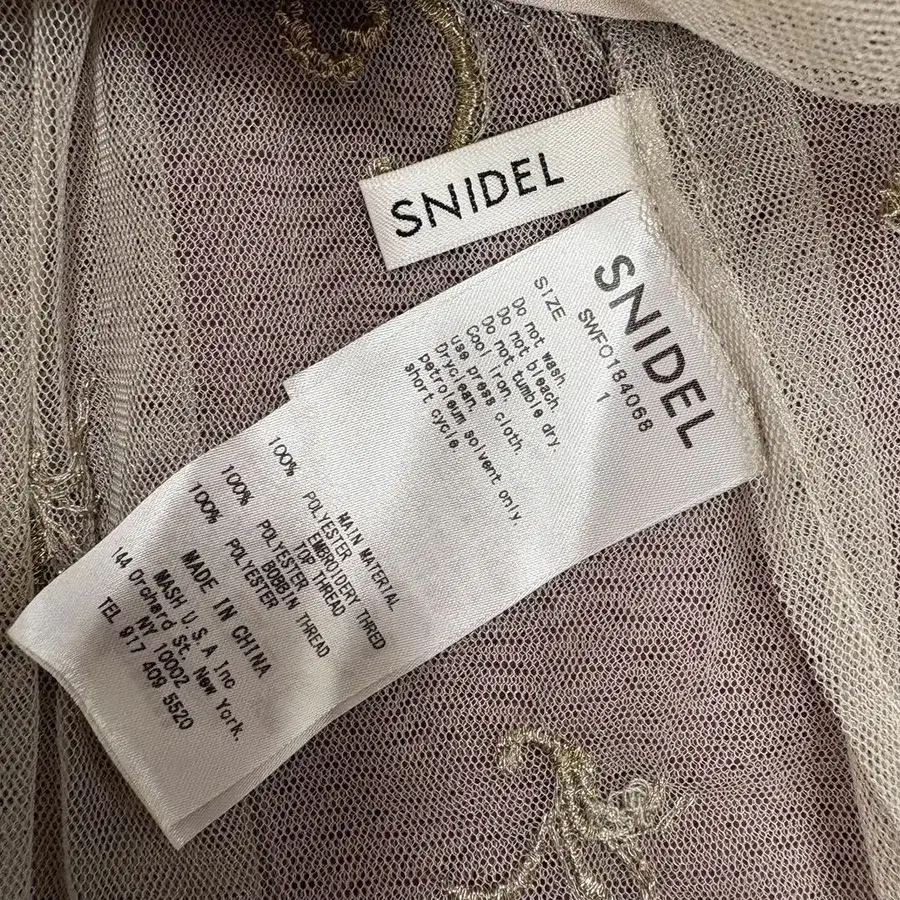 SNIDEL
SNIDEL
SWFO184068
SIZE 1
Do not wash.
Do not bleach.
Do not tumble dry.
Cool iron.
use press cloth.
Dryclean.
petroleum solvent only.
short cycle.
MAIN MATERIAL
100% POLYESTER
EMBROIDERY THRED
TOP THREAD
100% POLYESTER
BOBBIN THREAD
100% POLYESTER
MADE IN CHINA
MASH U.S.A Inc
144 Orchard St. New York.
NY 10002
TEL 917 409 5520